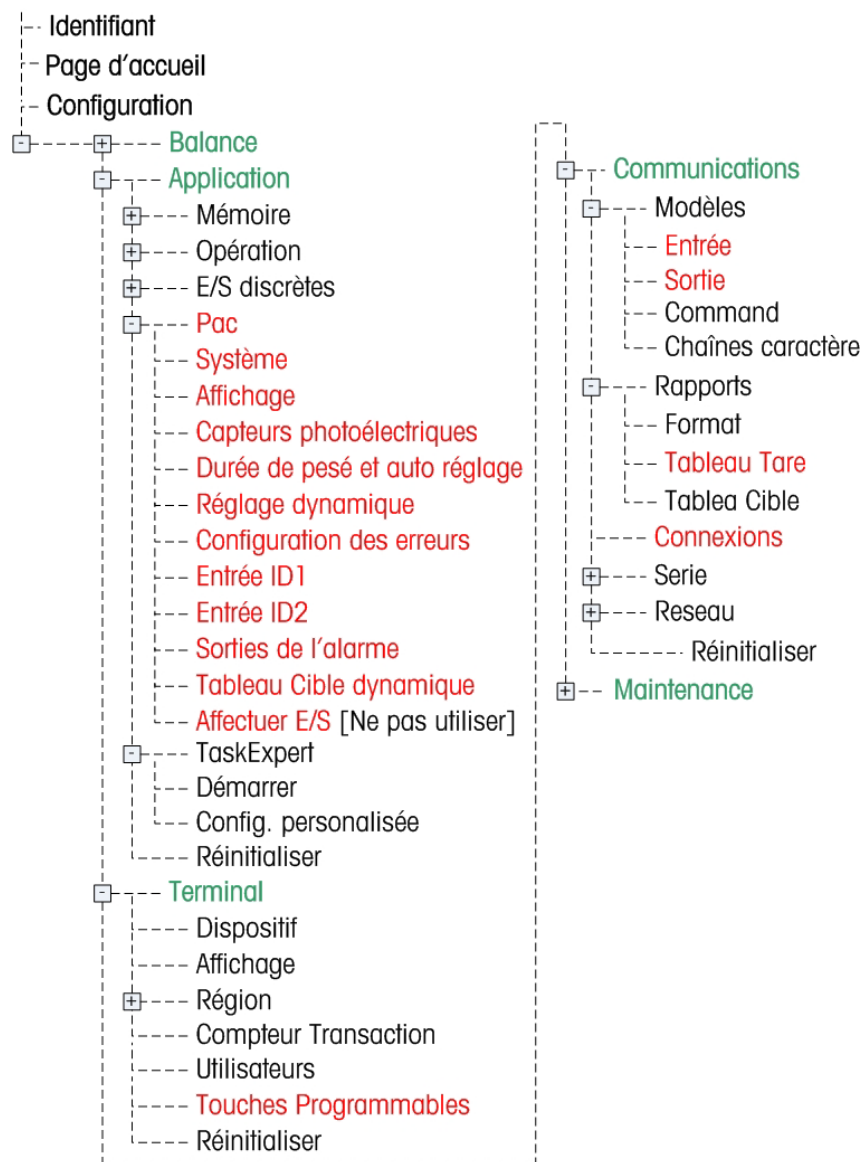 Identifiant
Page d'accueil
Configuration
Balance
Application
Mémoire
Opération
E/S discrètes
Pac
Système
Affichage
Capteurs photoélectriques
Durée de pesé et auto réglage
Réglage dynamique
Configuration des erreurs
Entrée ID1
Entrée ID2
Sorties de l'alarme
Tableau Cible dynamique
Affectuer E/S [Ne pas utiliser]
TaskExpert
Démarrer
Config. personalisée
Réinitialiser
Terminal
Dispositif
Affichage
Région
Compteur Transaction
Utilisateurs
Touches Programmables
Réinitialiser
Communications
Modèles
Entrée
Sortie
Command
Chaînes caractère
Rapports
Format
Tableau Tare
Tablea Cible
Connexions
Serie
Reseau
Réinitialiser
Maintenance